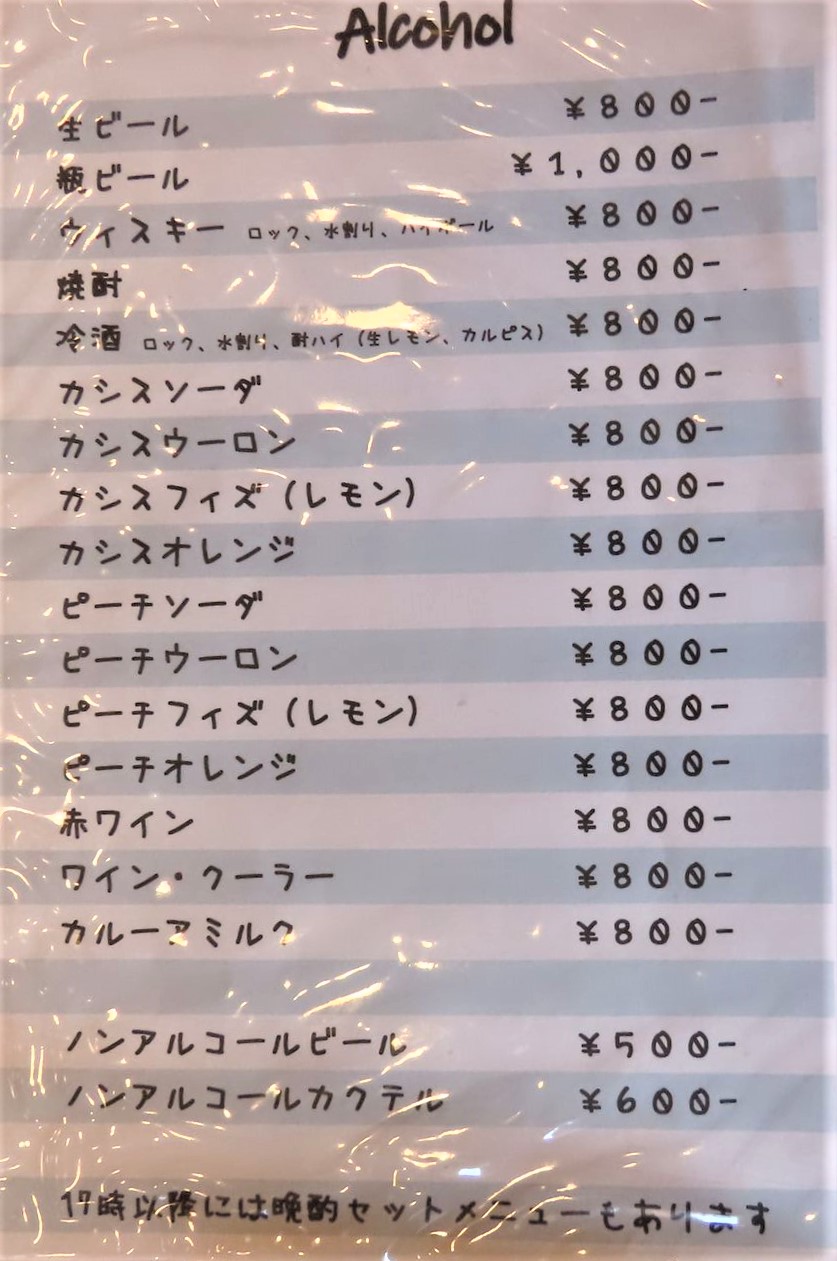 Alcohol
生ビール ¥800-
瓶ビール ¥1,000-
ウィスキー ロック、水割り、ハイボール ¥800-
焼酎 ¥800-
冷酒 ロック、水割り、酎ハイ(生レモン、カルピス) ¥800-
カシスソーダ ¥800-
カシスウーロン ¥800-
カシスフィズ(レモン) ¥800-
カシスオレンジ ¥800-
ピーチソーダ ¥800-
ピーチウーロン ¥800-
ピーチフィズ(レモン) ¥800-
ピーチオレンジ ¥800-
赤ワイン ¥800-
ワイン・クーラー ¥800-
カルーアミルク ¥800-
ノンアルコールビール ¥500-
ノンアルコールカクテル ¥600-
17時以降には晩酌セットメニューもあります